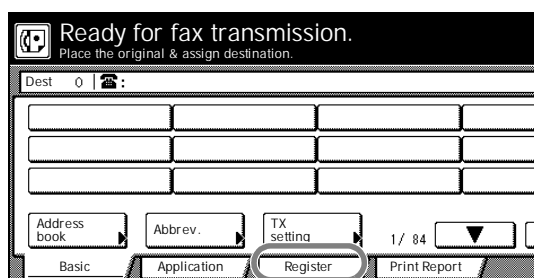 Ready for fax transmission.
Place the original & assign destination.
Dest 0 ☎:
Address book
Abbrev.
TX setting
1/ 84
Basic
Application
Register
Print Report